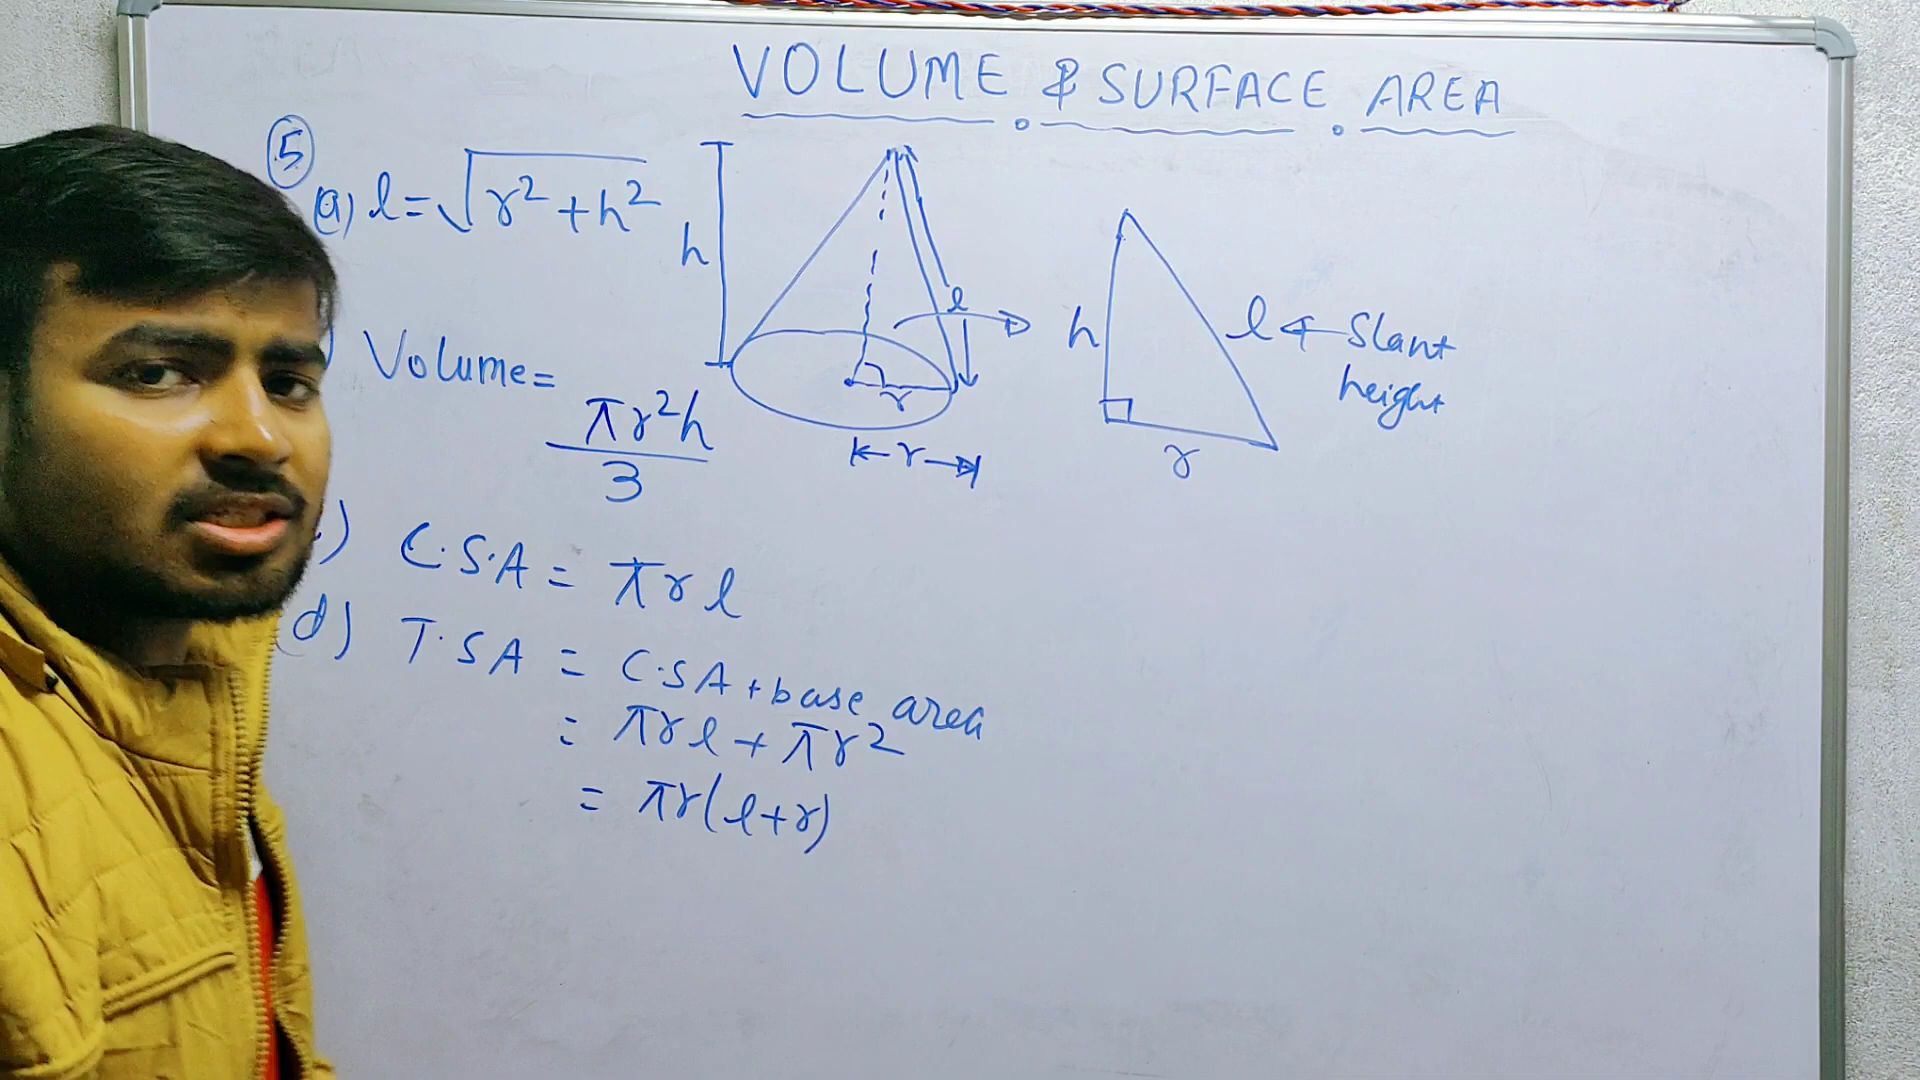 VOLUME & SURFACE AREA
5
(a) l = √r² + h²
h
l
r
r
h
l ← Slant
height
r
) Volume =
πr²h
3
.) C.S.A = πrl
d) T.S.A = C.S.A + base area
= πrl + πr²
= πr(l+r)